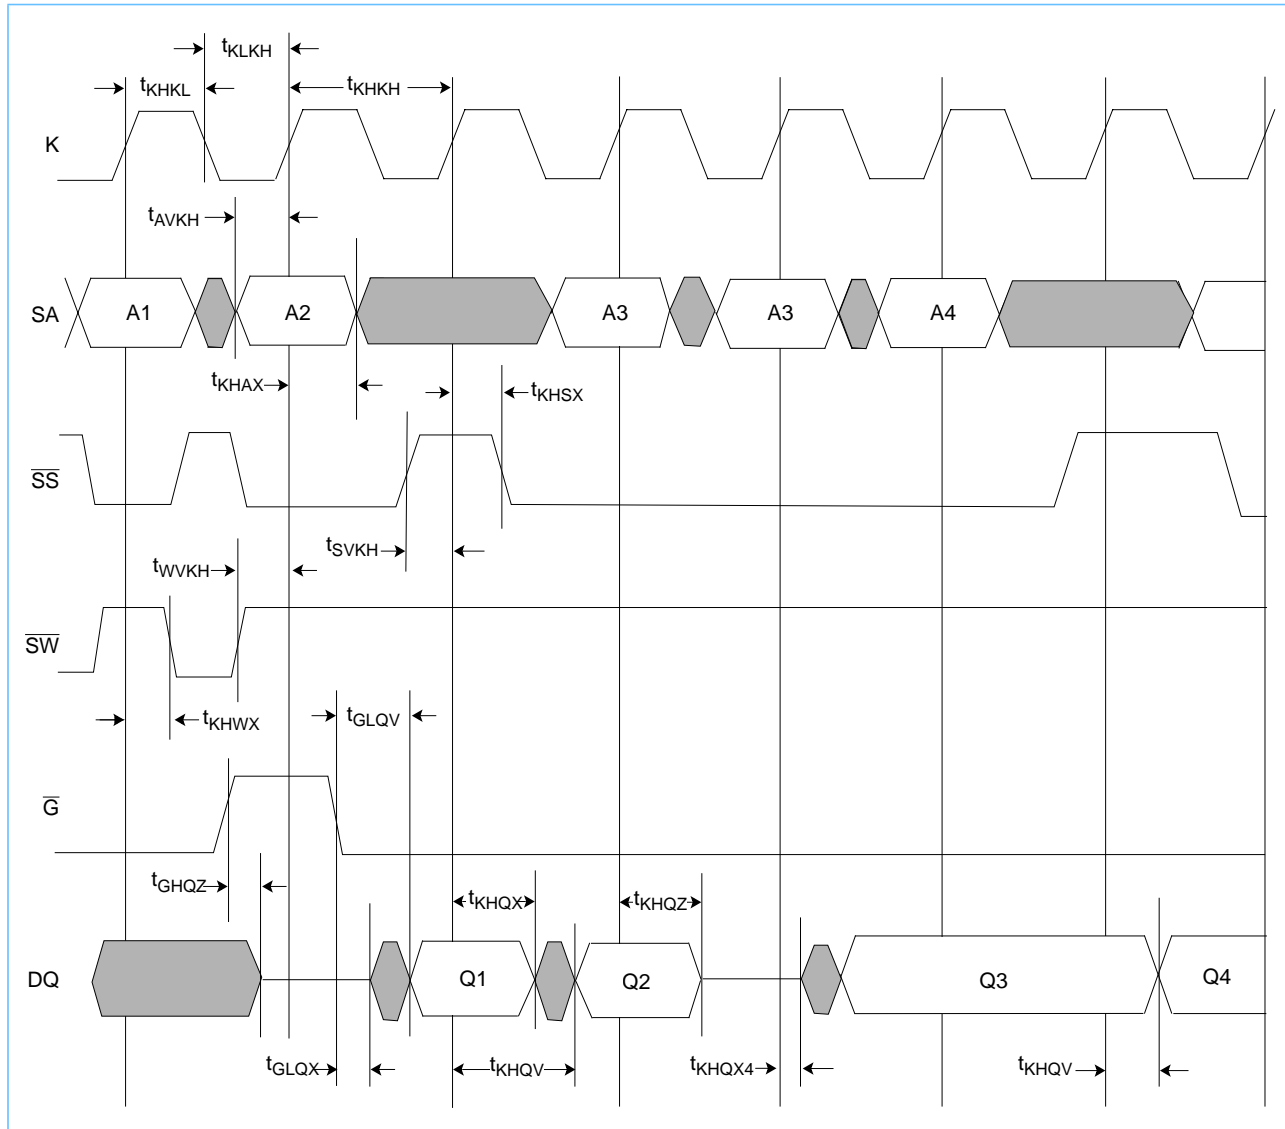 tKLKH
tKHKL tKHKH
K
tAVKH
SA A1 A2 A3 A3 A4
tKHAX tKHSX
SS
tWVKH tSVKH
SW
tKHWX tGLQV
G
tGHQZ tKHQX tKHQZ
DQ Q1 Q2 Q3 Q4
tGLQX tKHQV tKHQX4 tKHQV